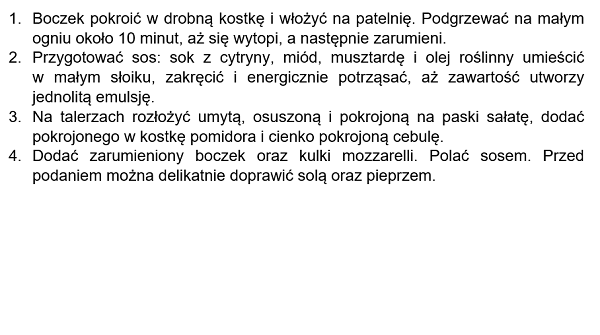 1. Boczek pokroić w drobną kostkę i włożyć na patelnię. Podgrzewać na małym
ogniu około 10 minut, aż się wytopi, a następnie zarumieni.
2. Przygotować sos: sok z cytryny, miód, musztardę i olej roślinny umieścić
w małym słoiku, zakręcić i energicznie potrząsać, aż zawartość utworzy
jednolitą emulsję.
3. Na talerzach rozłożyć umytą, osuszoną i pokrojoną na paski sałatę, dodać
pokrojonego w kostkę pomidora i cienko pokrojoną cebulę.
4. Dodać zarumieniony boczek oraz kulki mozzarelli. Polać sosem. Przed
podaniem można delikatnie doprawić solą oraz pieprzem.